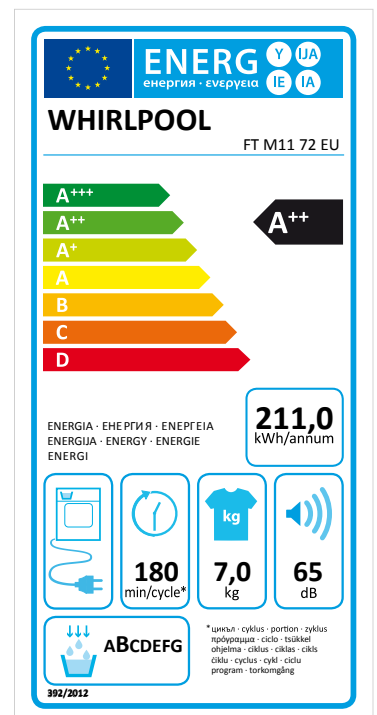 ENERG Y IJA
енергия · ενεργεια IE IA
WHIRLPOOL
FT M11 72 EU
A+++
A++
A+
A
B
C
D
A++
ENERGIA · ЕНЕРГИЯ · ΕΝΕΡΓΕΙΑ
ENERGIJA · ENERGY · ENERGIE
ENERGI
211,0
kWh/annum
kg
180
min/cycle*
7,0
kg
65
dB
ABCDEFG
*цикъл · cyklus · portion · zyklus
πρόγραμμα · ciclo · tsükkel
ohjelma · ciklus · ciklas · cikls
ċiklu · cyclus · cykl · ciclu
program · torkomgång
392/2012